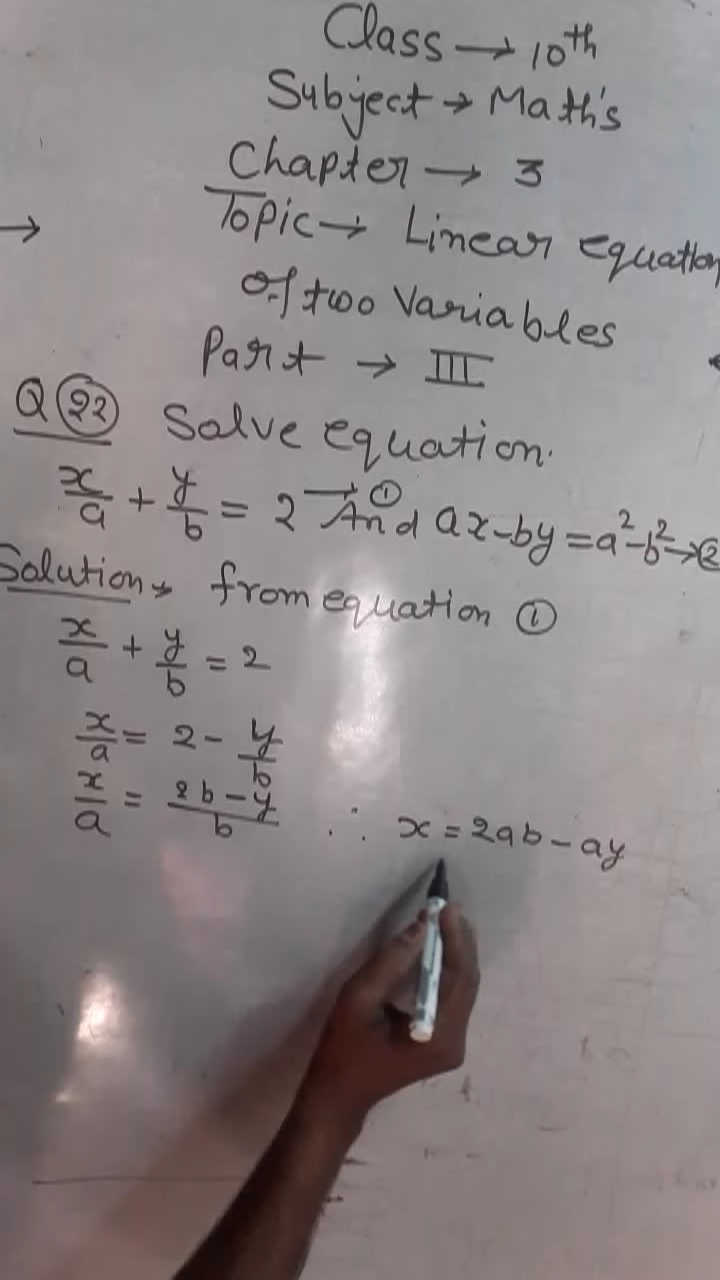 Class → 10th
Subject → Math's
Chapter → 3
→ Topic → Linear equation
Of two Variables
Part → III
Q 22 Solve equation.
x/a + y/b = 2 → ① And ax - by = a² - b² → ②
Solution → from equation ①
x/a + y/b = 2
x/a = 2 - y/b
x/a = 2b - y/b ∴ x = 2ab - ay